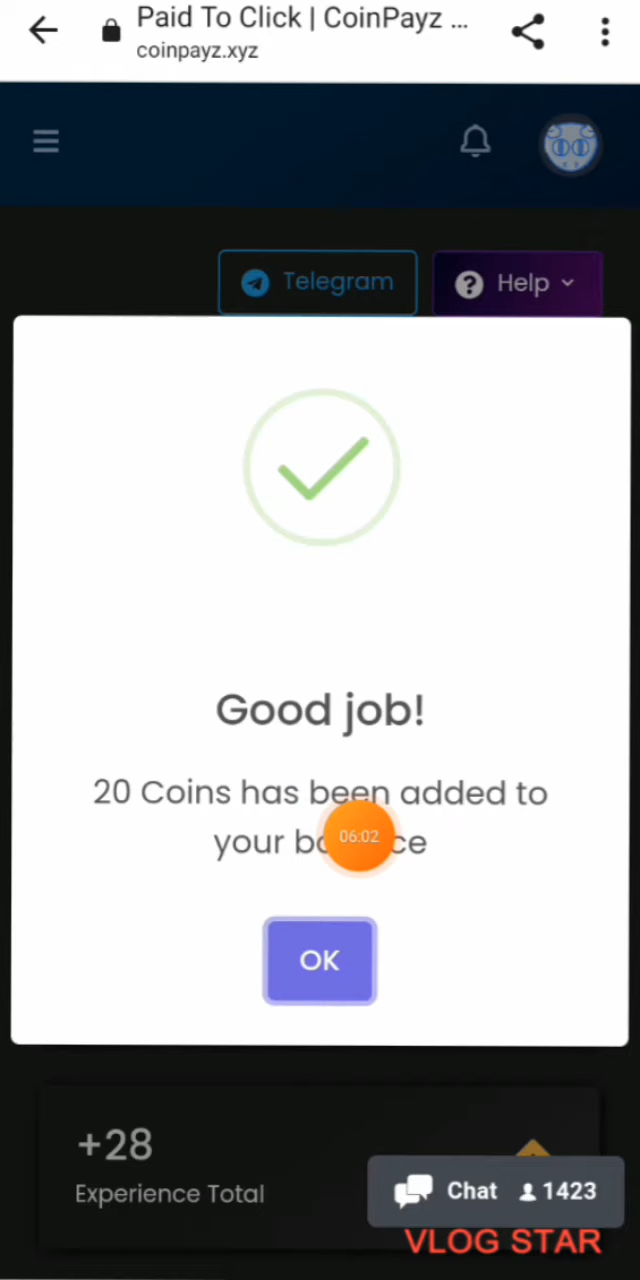 Paid To Click | CoinPayz ...
coinpayz.xyz
Telegram
? Help
Good job!
20 Coins has been added to
your
06:02
OK
+28
Experience Total
Chat 1423
VLOG STAR